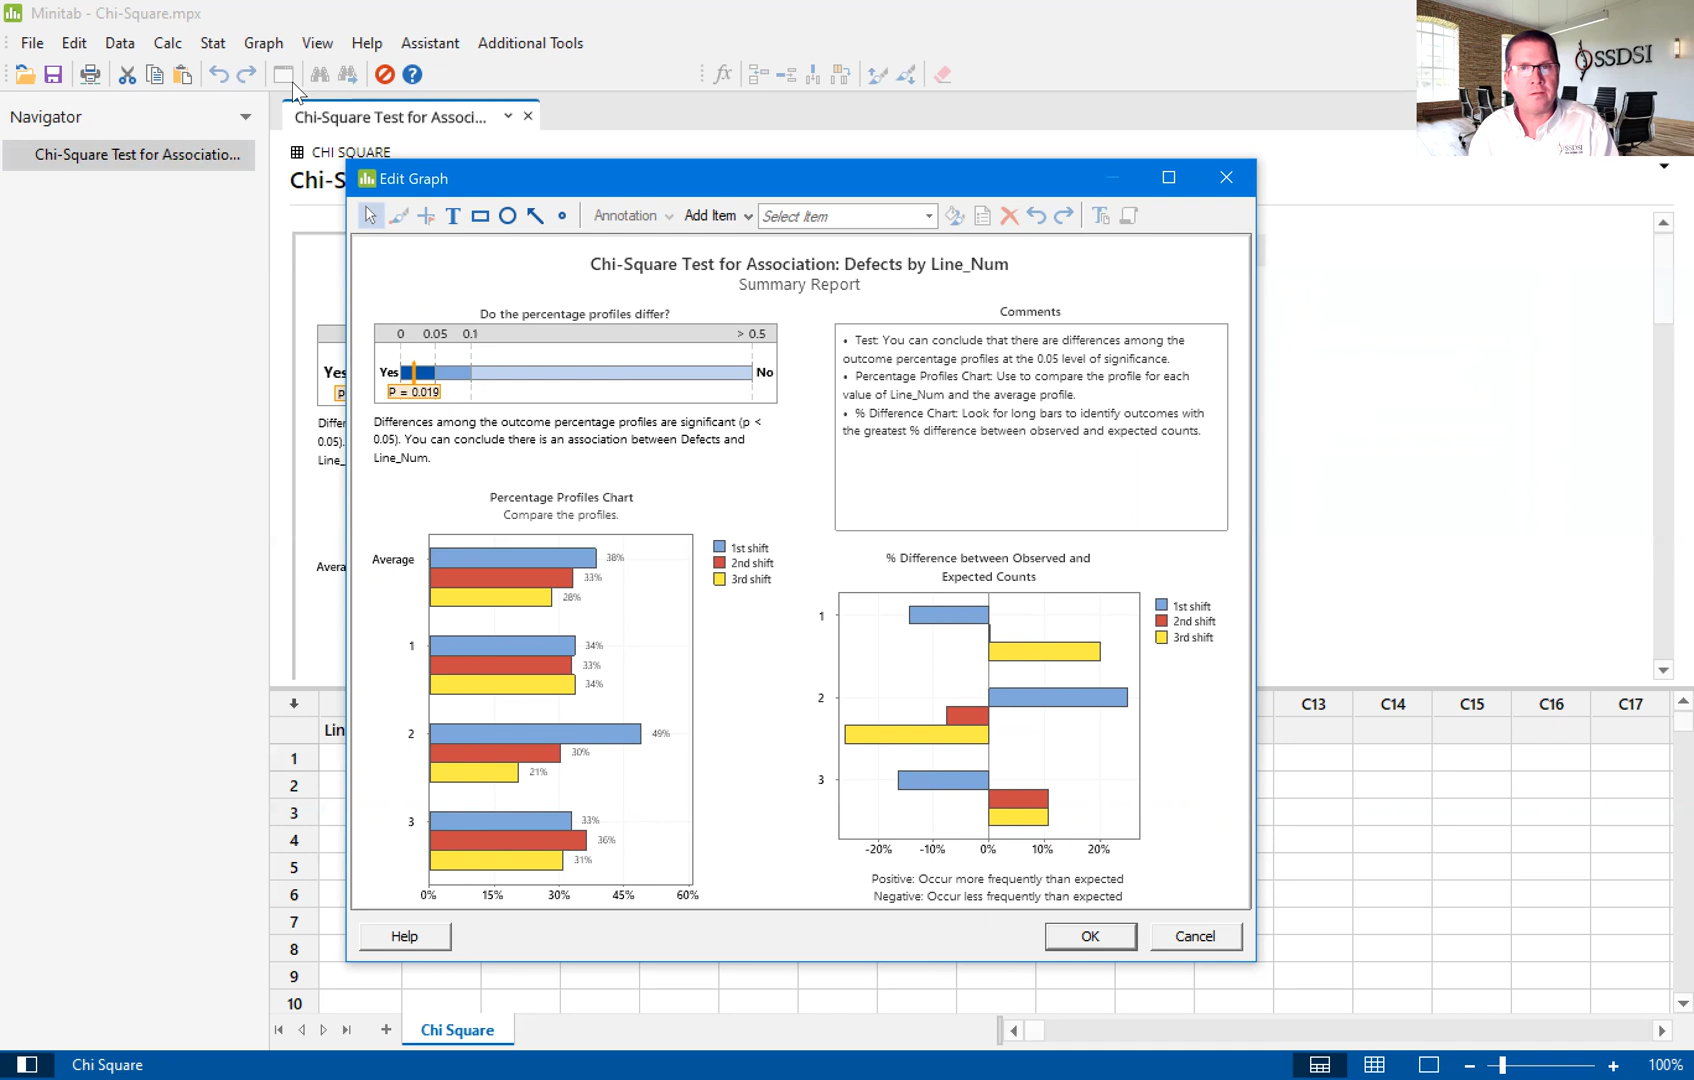 Minitab - Chi-Square.mpx
File Edit Data Calc Stat Graph View Help Assistant Additional Tools
fx
SSDSI
SSDSI
Navigator
Chi-Square Test for Associatio...
Chi-Square Test for Associ...
CHI SQUARE
Chi-S
Edit Graph
T Annotation Add Item Select Item
Chi-Square Test for Association: Defects by Line_Num
Summary Report
Do the percentage profiles differ?
0 0.05 0.1 > 0.5
Yes No
P = 0.019
Differences among the outcome percentage profiles are significant (p <
0.05). You can conclude there is an association between Defects and
Line_Num.
Comments
• Test: You can conclude that there are differences among the
outcome percentage profiles at the 0.05 level of significance.
• Percentage Profiles Chart: Use to compare the profile for each
value of Line_Num and the average profile.
• % Difference Chart: Look for long bars to identify outcomes with
the greatest % difference between observed and expected counts.
Percentage Profiles Chart
Compare the profiles.
Average
38%
33%
28%
1
34%
33%
34%
2
49%
30%
21%
3
33%
36%
31%
0% 15% 30% 45% 60%
1st shift
2nd shift
3rd shift
% Difference between Observed and
Expected Counts
1
2
3
-20% -10% 0% 10% 20%
1st shift
2nd shift
3rd shift
Positive: Occur more frequently than expected
Negative: Occur less frequently than expected
Help OK Cancel
Yes
P
Differ
0.05).
Line_
Avera
C13 C14 C15 C16 C17
Lin
1
2
3
4
5
6
7
8
9
10
Chi Square
Chi Square
100%